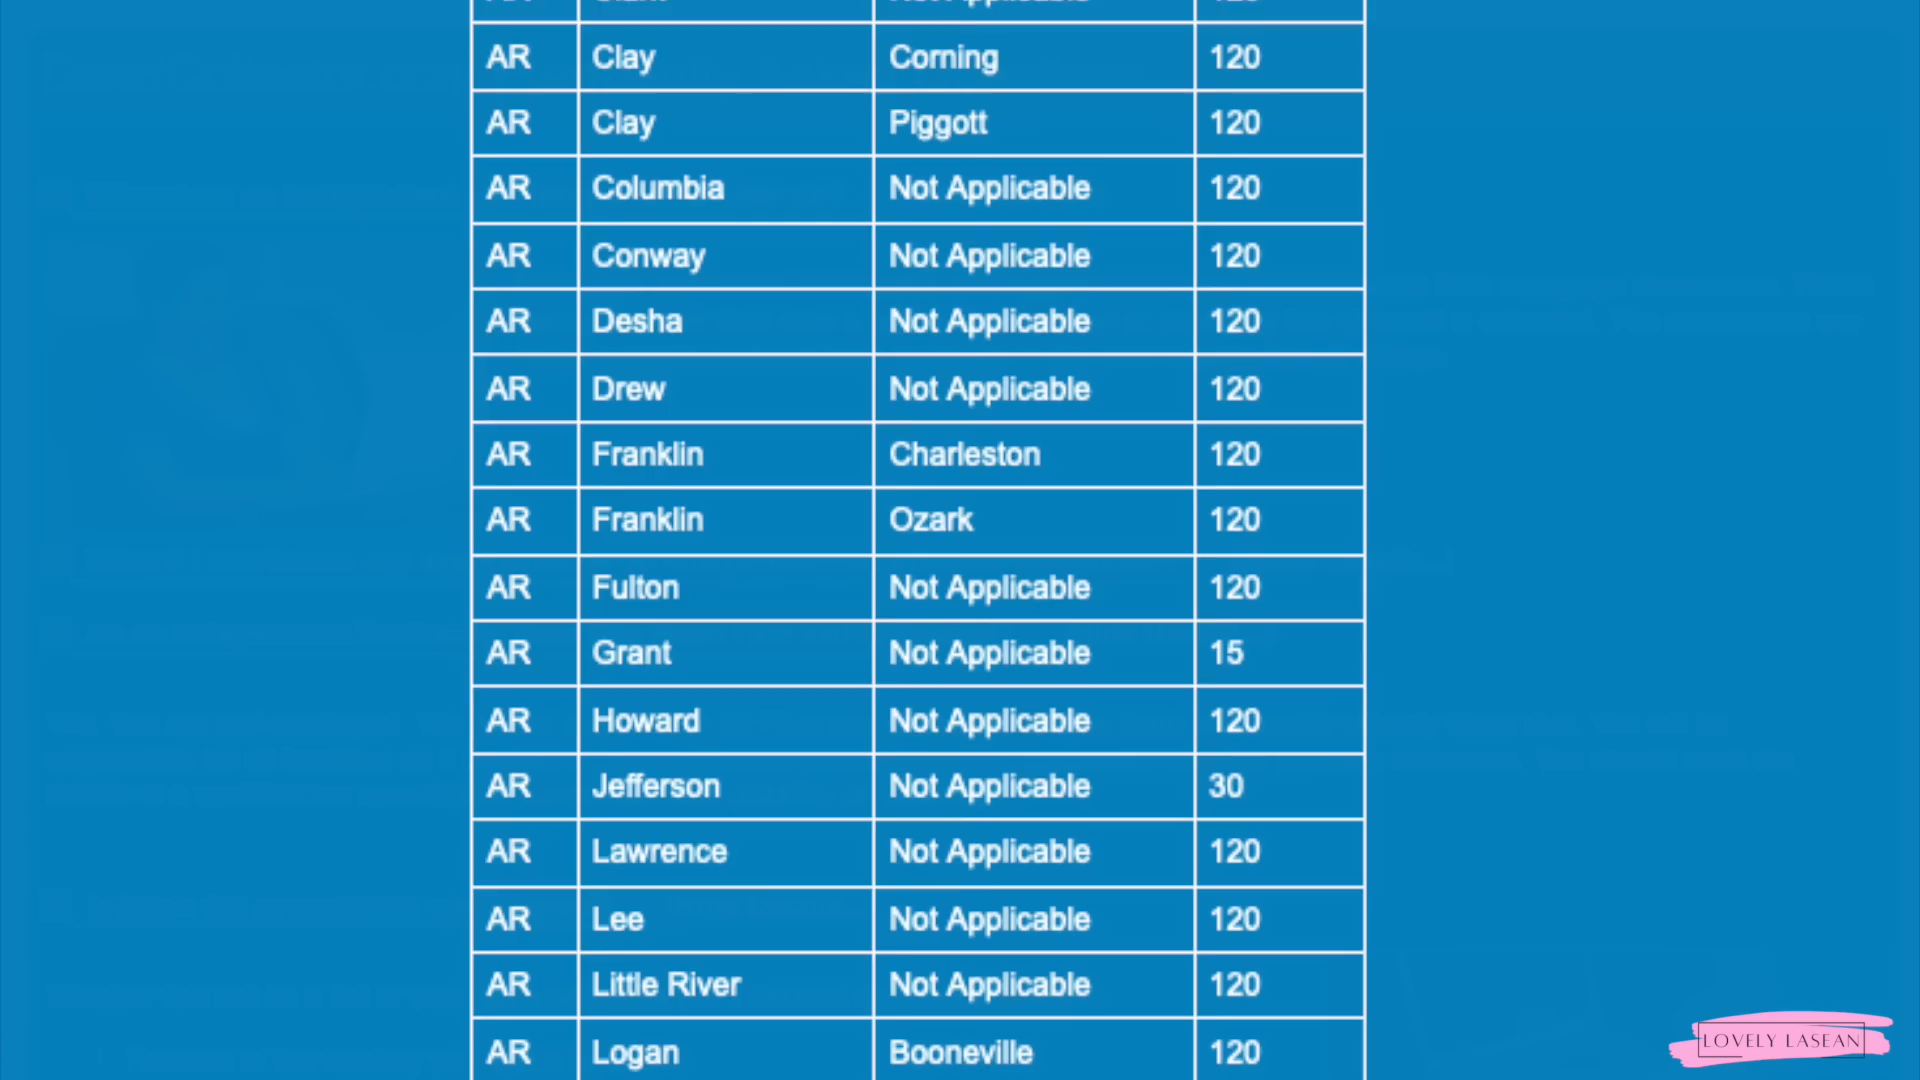 AR Clay Corning 120
AR Clay Piggott 120
AR Columbia Not Applicable 120
AR Conway Not Applicable 120
AR Desha Not Applicable 120
AR Drew Not Applicable 120
AR Franklin Charleston 120
AR Franklin Ozark 120
AR Fulton Not Applicable 120
AR Grant Not Applicable 15
AR Howard Not Applicable 120
AR Jefferson Not Applicable 30
AR Lawrence Not Applicable 120
AR Lee Not Applicable 120
AR Little River Not Applicable 120
AR Logan Booneville 120
LOVELY LASEAN